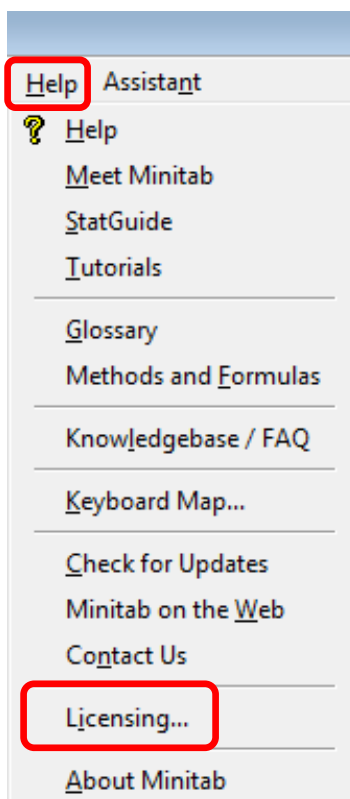 Help Assistant
Help
Meet Minitab
StatGuide
Tutorials
Glossary
Methods and Formulas
Knowledgebase / FAQ
Keyboard Map...
Check for Updates
Minitab on the Web
Contact Us
Licensing...
About Minitab